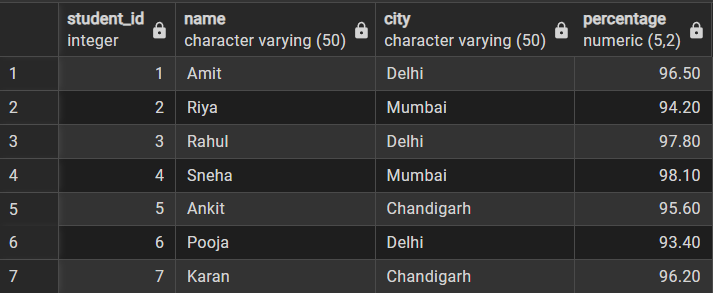 student_id name city percentage
integer character varying (50) character varying (50) numeric (5,2)
1 1 Amit Delhi 96.50
2 2 Riya Mumbai 94.20
3 3 Rahul Delhi 97.80
4 4 Sneha Mumbai 98.10
5 5 Ankit Chandigarh 95.60
6 6 Pooja Delhi 93.40
7 7 Karan Chandigarh 96.20